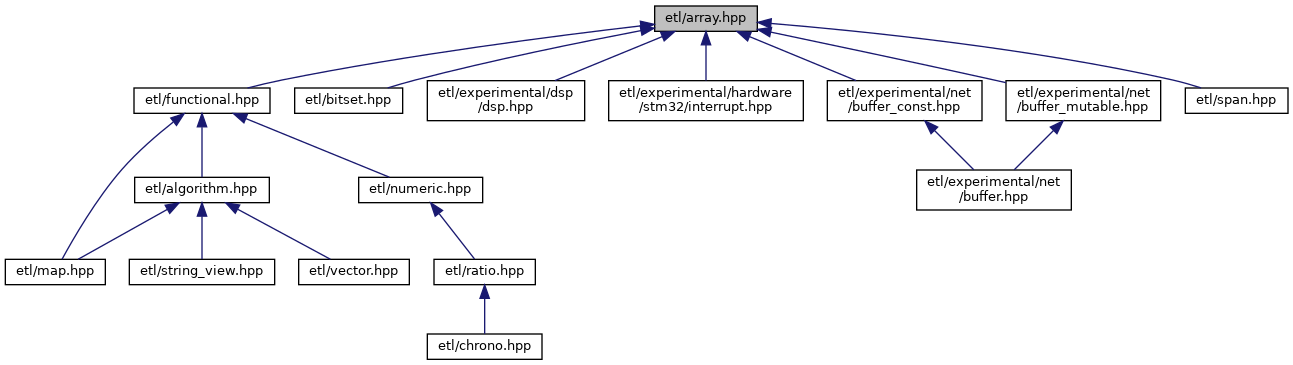 etl/array.hpp
etl/functional.hpp
etl/bitset.hpp
etl/experimental/dsp
/dsp.hpp
etl/experimental/hardware
/stm32/interrupt.hpp
etl/experimental/net
/buffer_const.hpp
etl/experimental/net
/buffer_mutable.hpp
etl/span.hpp
etl/algorithm.hpp
etl/numeric.hpp
etl/experimental/net
/buffer.hpp
etl/map.hpp
etl/string_view.hpp
etl/vector.hpp
etl/ratio.hpp
etl/chrono.hpp